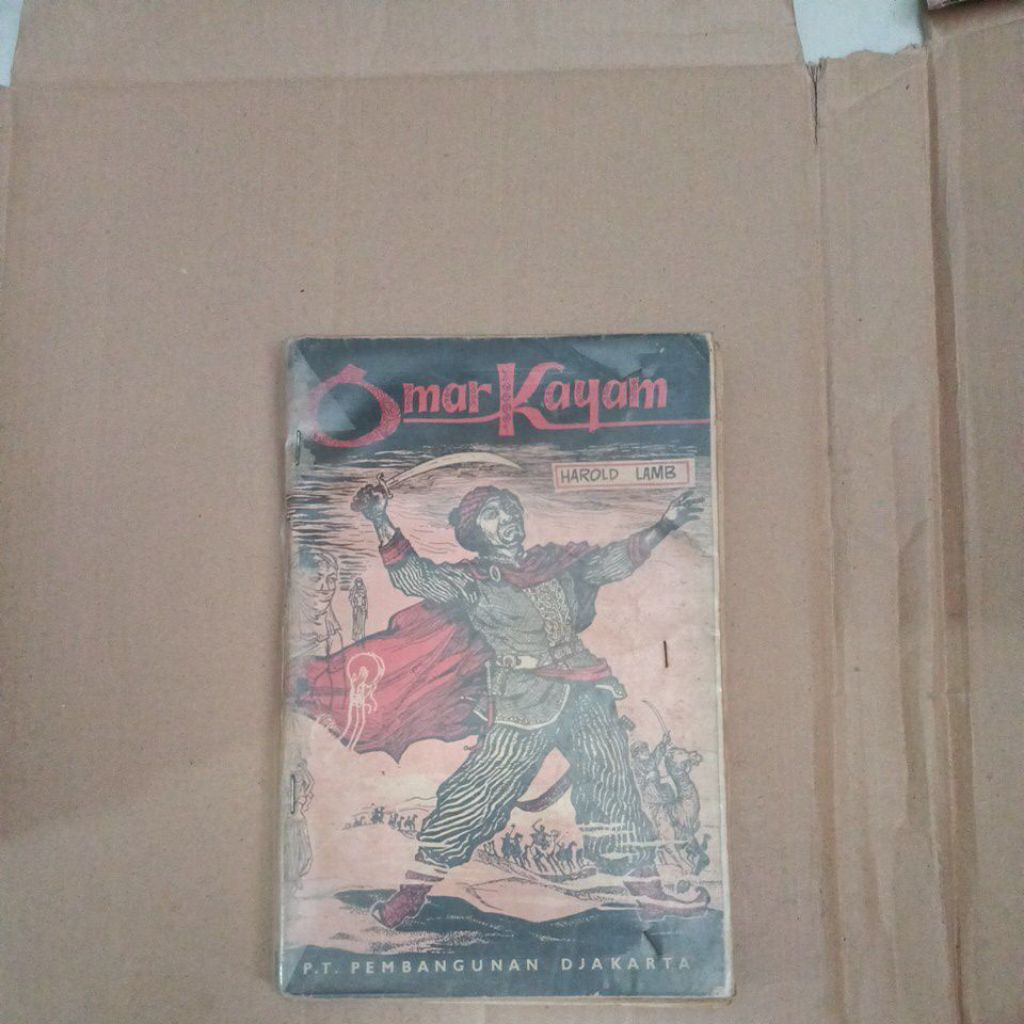 Omar Kayam
HAROLD LAMB
P.T. PEMBANGUNAN DJAKARTA